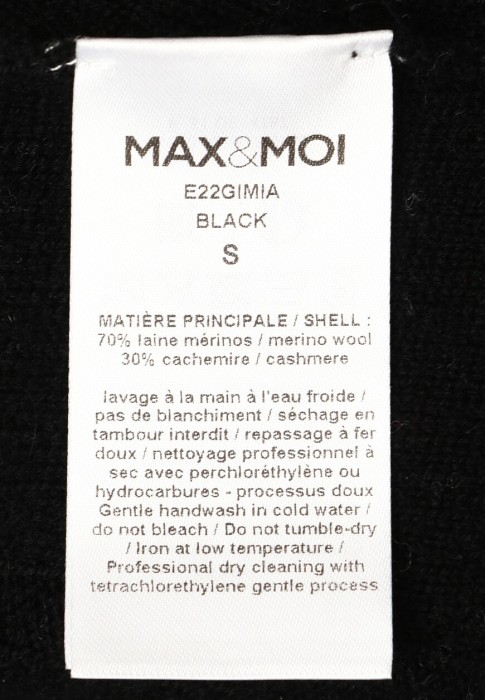 MAX&MOI
E22GIMIA
BLACK
S
MATIÈRE PRINCIPALE / SHELL :
70% laine mérinos / merino wool
30% cachemire / cashmere
lavage à la main à l'eau froide /
pas de blanchiment / séchage en
tambour interdit / repassage à fer
doux / nettoyage professionnel à
sec avec perchloréthylène ou
hydrocarbures - processus doux
Gentle handwash in cold water /
do not bleach / Do not tumble-dry
/ Iron at low temperature /
Professional dry cleaning with
tetrachlorethylene gentle process